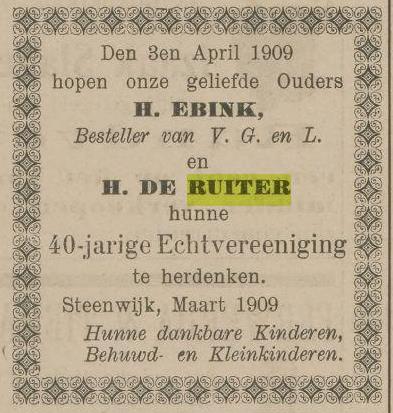 Den 3en April 1909
hopen onze geliefde Ouders
H. EBINK,
Besteller van V. G. en L.
en
H. DE RUITER
hunne
40-jarige Echtvereeniging
te herdenken.
Steenwijk, Maart 1909
Hunne dankbare Kinderen,
Behuwd- en Kleinkinderen.